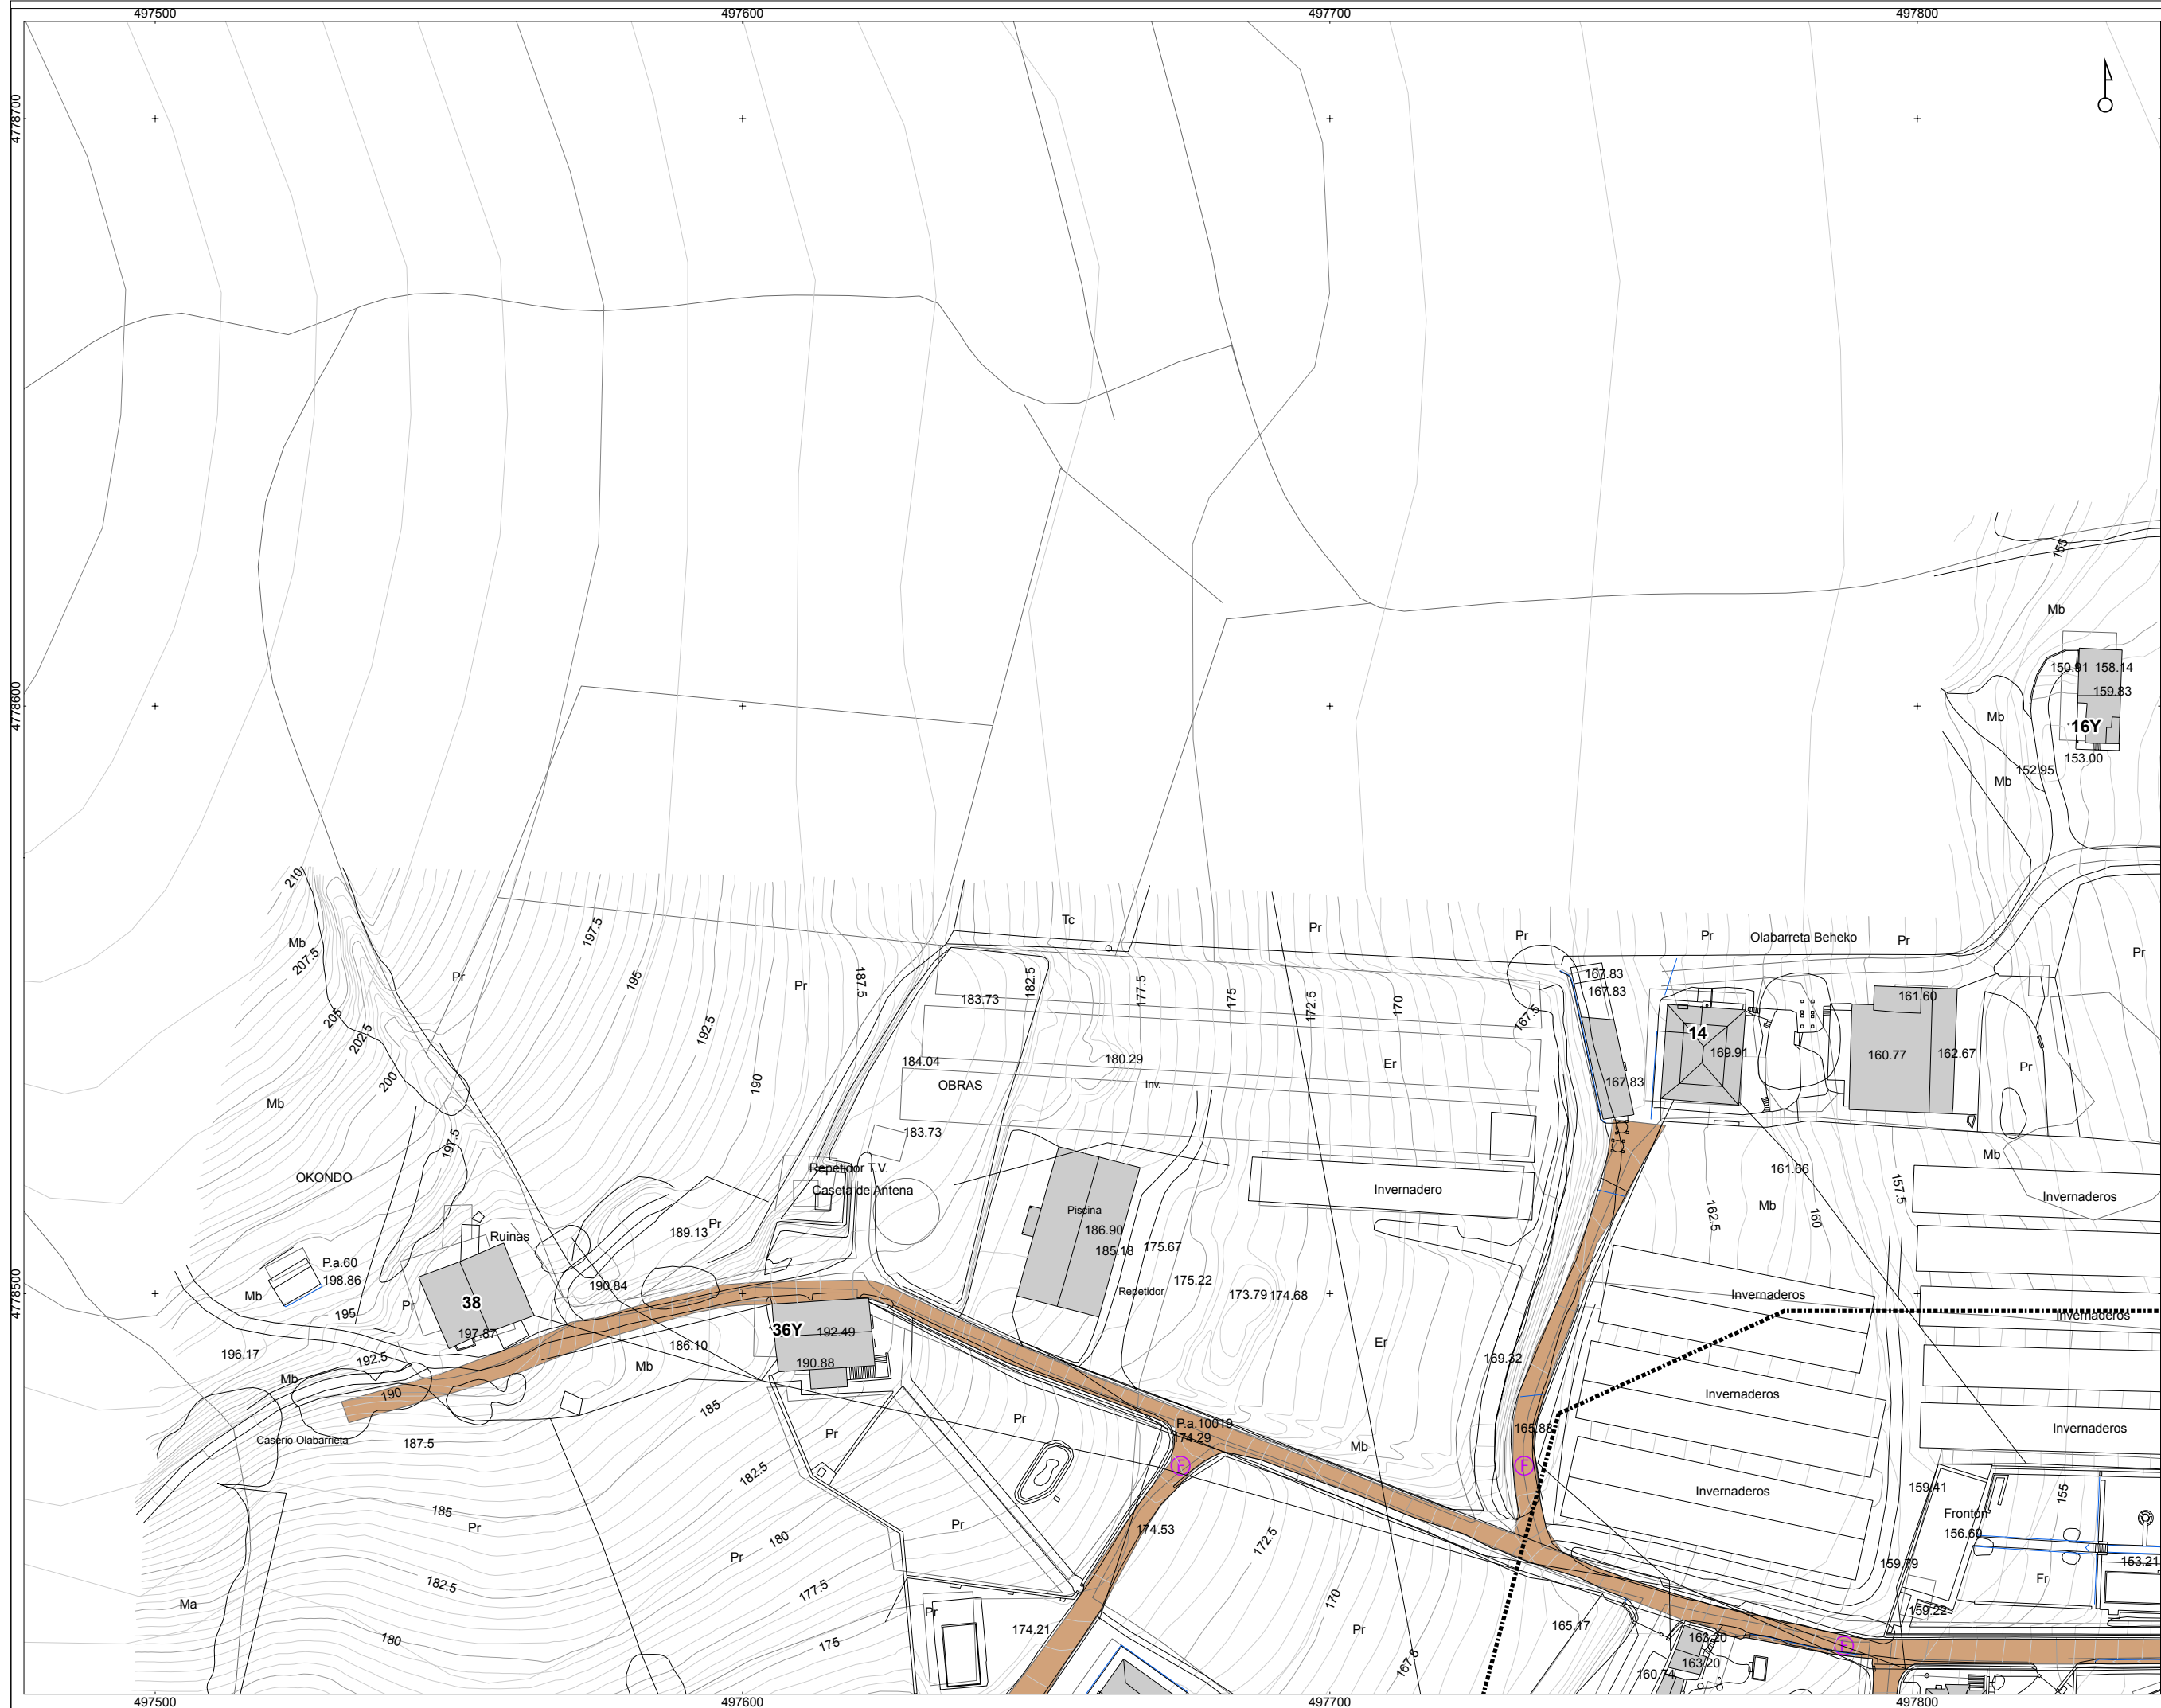 497500
497600
497700
497800
4778700
155
Mb
4778600
150.91 158.14
159.83
Mb
16Y
153.00
152.95
Mb
210
Tc
Pr
197.5
Mb
Pr
Pr
Olabarreta Beheko
Pr
207.5
Pr
195
Pr
187.5
182.5
177.5
175
172.5
170
167.83
167.83
Pr
183.73
161.60
205
202.5
192.5
167.5
14
184.04
180.29
Er
169.91
160.77
162.67
Pr
200
190
OBRAS
Inv.
167.83
Mb
197.5
183.73
Mb
OKONDO
Repetidor T.V.
161.66
Caseta de Antena
Invernadero
157.5
Invernaderos
Piscina
162.5
Mb
160
189.13
Pr
186.90
Ruinas
185.18
175.67
P.a.60
198.86
190.84
175.22
Mb
4778500
Pr
38
Repetidor
173.79
174.68
Invernaderos
195
Invernaderos
197.87
36Y
192.49
186.10
Er
196.17
192.5
Mb
190.88
169.32
Mb
190
Invernaderos
185
Pr
P.a.10019
165.88
Caserio Olabarrieta
187.5
Pr
174.29
Mb
Invernaderos
F
F
182.5
159.41
Invernaderos
155
185
Pr
Pr
174.53
Frontón
156.69
180
172.5
Pr
159.79
153.21
182.5
177.5
Fr
Ma
170
159.22
Pr
174.21
Pr
165.17
180
175
163.20
F
167.5
163.20
160.74
497500
497600
497700
497800